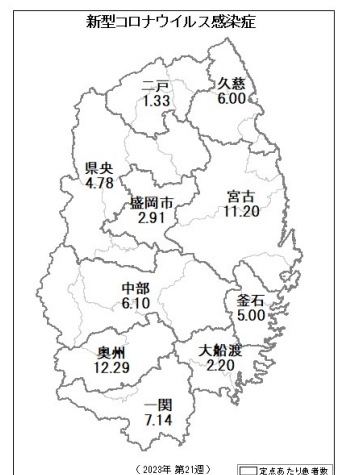 新型コロナウイルス感染症
二戸
1.33
久慈
6.00
県央
4.78
盛岡市
2.91
宮古
11.20
中部
6.10
釜石
5.00
奥州
12.29
大船渡
2.20
一関
7.14
(2023年 第21週)
定点あたり患者数